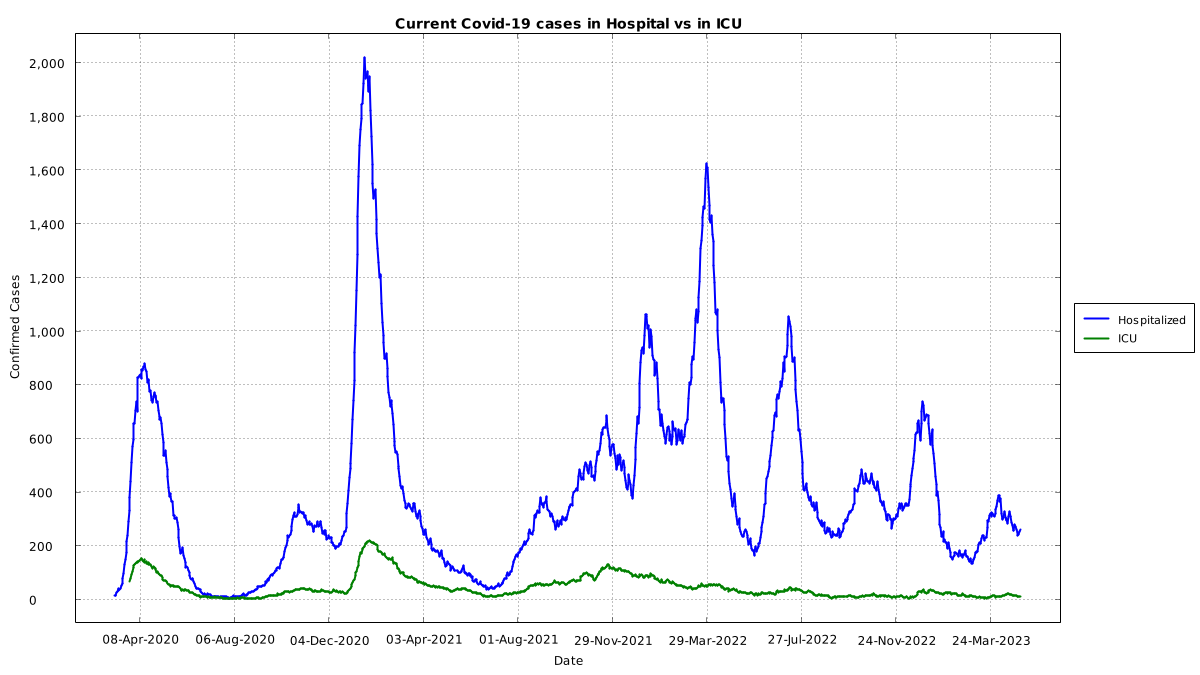 Current Covid-19 cases in Hospital vs in ICU
2,000
1,800
1,600
1,400
1,200
1,000
800
600
400
200
0
Confirmed Cases
08-Apr-2020 06-Aug-2020 04-Dec-2020 03-Apr-2021 01-Aug-2021 29-Nov-2021 29-Mar-2022 27-Jul-2022 24-Nov-2022 24-Mar-2023
Date
Hospitalized
ICU